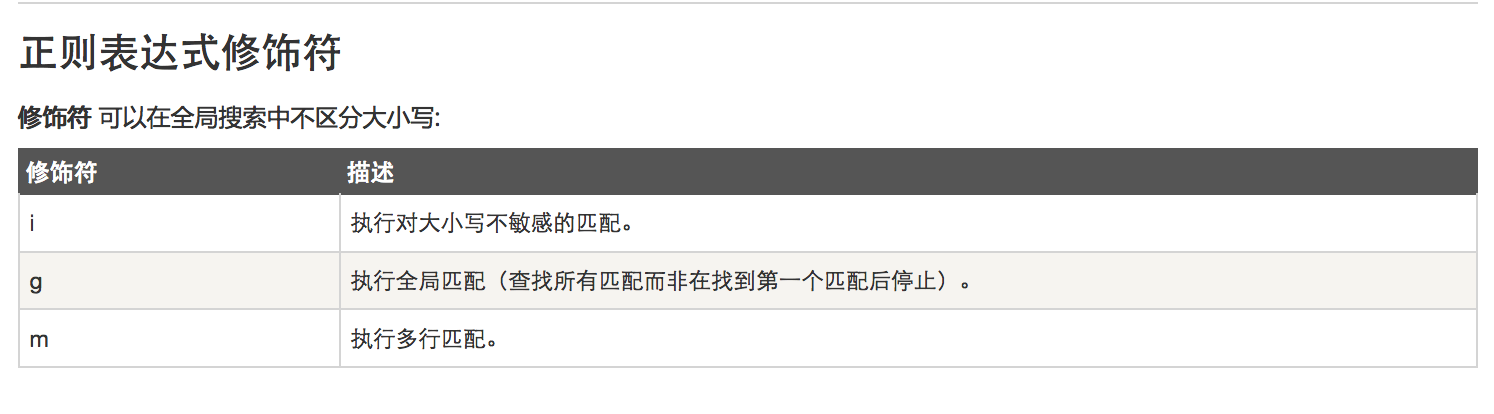 正则表达式修饰符
修饰符 可以在全局搜索中不区分大小写:
修饰符 描述
i 执行对大小写不敏感的匹配。
g 执行全局匹配（查找所有匹配而非在找到第一个匹配后停止）。
m 执行多行匹配。